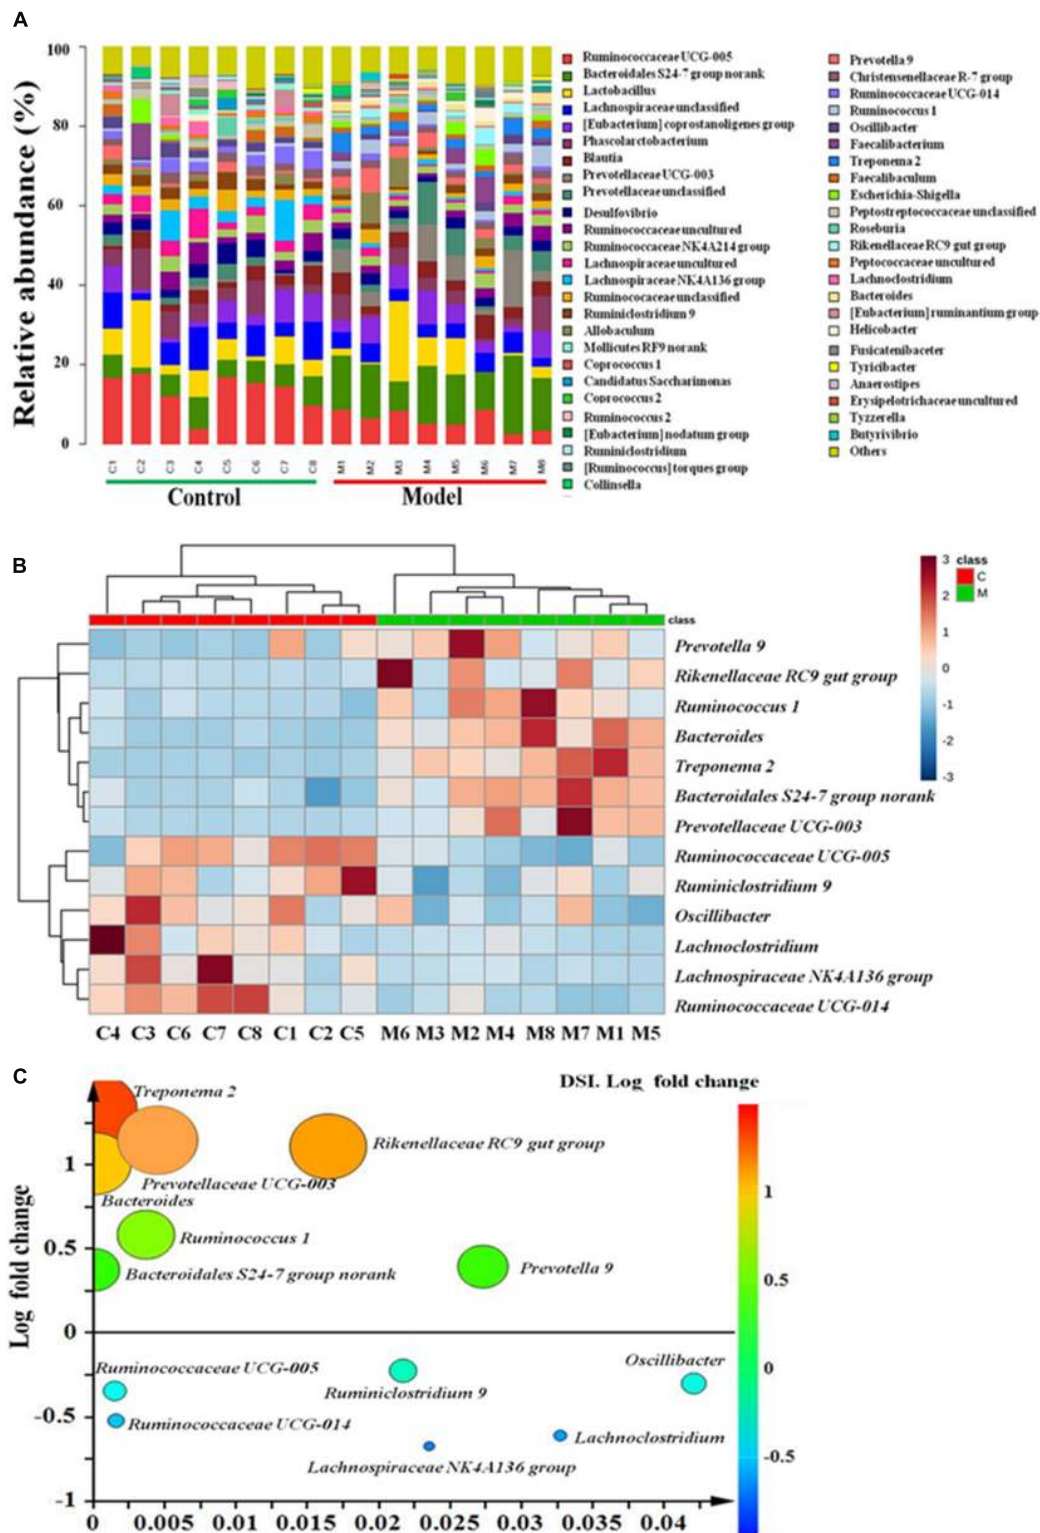 A
Relative abundance (%)
100
80
60
40
20
0
C1 C2 C3 C4 C5 C6 C7 C8 M1 M2 M3 M4 M5 M6 M7 M8
Control Model
Ruminococcaceae UCG-005
Bacteroidales S24-7 group norank
Lactobacillus
Lachnospiraceae unclassified
[Eubacterium] coprostanoligenes group
Phascolarctobacterium
Blautia
Prevotellaceae UCG-003
Prevotellaceae unclassified
Desulfovibrio
Ruminococcaceae uncultured
Ruminococcaceae NK4A214 group
Lachnospiraceae uncultured
Lachnospiraceae NK4A136 group
Ruminococaceae unclassified
Ruminiclostridium 9
Allobaculum
Mollicutes RF9 norank
Coprococcus 1
Candidatus Saccharimonas
Coprococcus 2
Ruminococcus 2
[Eubacterium] nodatum group
Ruminiclostridium
[Ruminococcus] torques group
Collinsella
Prevotella 9
Christensenellaceae R-7 group
Ruminococcaceae UCG-014
Ruminococcus 1
Oscillibacter
Faecalibacterium
Treponema 2
Faecalibaculum
Escherichia-Shigella
Peptostreptococcaceae unclassified
Roseburia
Rikenellaceae RC9 gut group
Peptococcaceae uncultured
Lachnoclostridium
Bacteroides
[Eubacterium] ruminantium group
Helicobacter
Fusicatenibacter
Tyricibacter
Anaerostipes
Erysipelotrichaceae uncultured
Tyzzerella
Butyrivibrio
Others
B
class
Prevotella 9
Rikenellaceae RC9 gut group
Ruminococcus 1
Bacteroides
Treponema 2
Bacteroidales S24-7 group norank
Prevotellaceae UCG-003
Ruminococcaceae UCG-005
Ruminiclostridium 9
Oscillibacter
Lachnoclostridium
Lachnospiraceae NK4A136 group
Ruminococcaceae UCG-014
C4 C3 C6 C7 C8 C1 C2 C5 M6 M3 M2 M4 M8 M7 M1 M5
3
2
1
0
-1
-2
-3
class
C
M
C
DSI. Log fold change
Log fold change
1
0.5
0
-0.5
-1
Treponema 2
Rikenellaceae RC9 gut group
Prevotellaceae UCG-003
Bacteroides
Ruminococcus 1
Bacteroidales S24-7 group norank
Prevotella 9
Ruminococcaceae UCG-005
Oscillibacter
Ruminiclostridium 9
Ruminococcaceae UCG-014
Lachnoclostridium
Lachnospiraceae NK4A136 group
0 0.005 0.01 0.015 0.02 0.025 0.03 0.035 0.04
1
0.5
0
-0.5